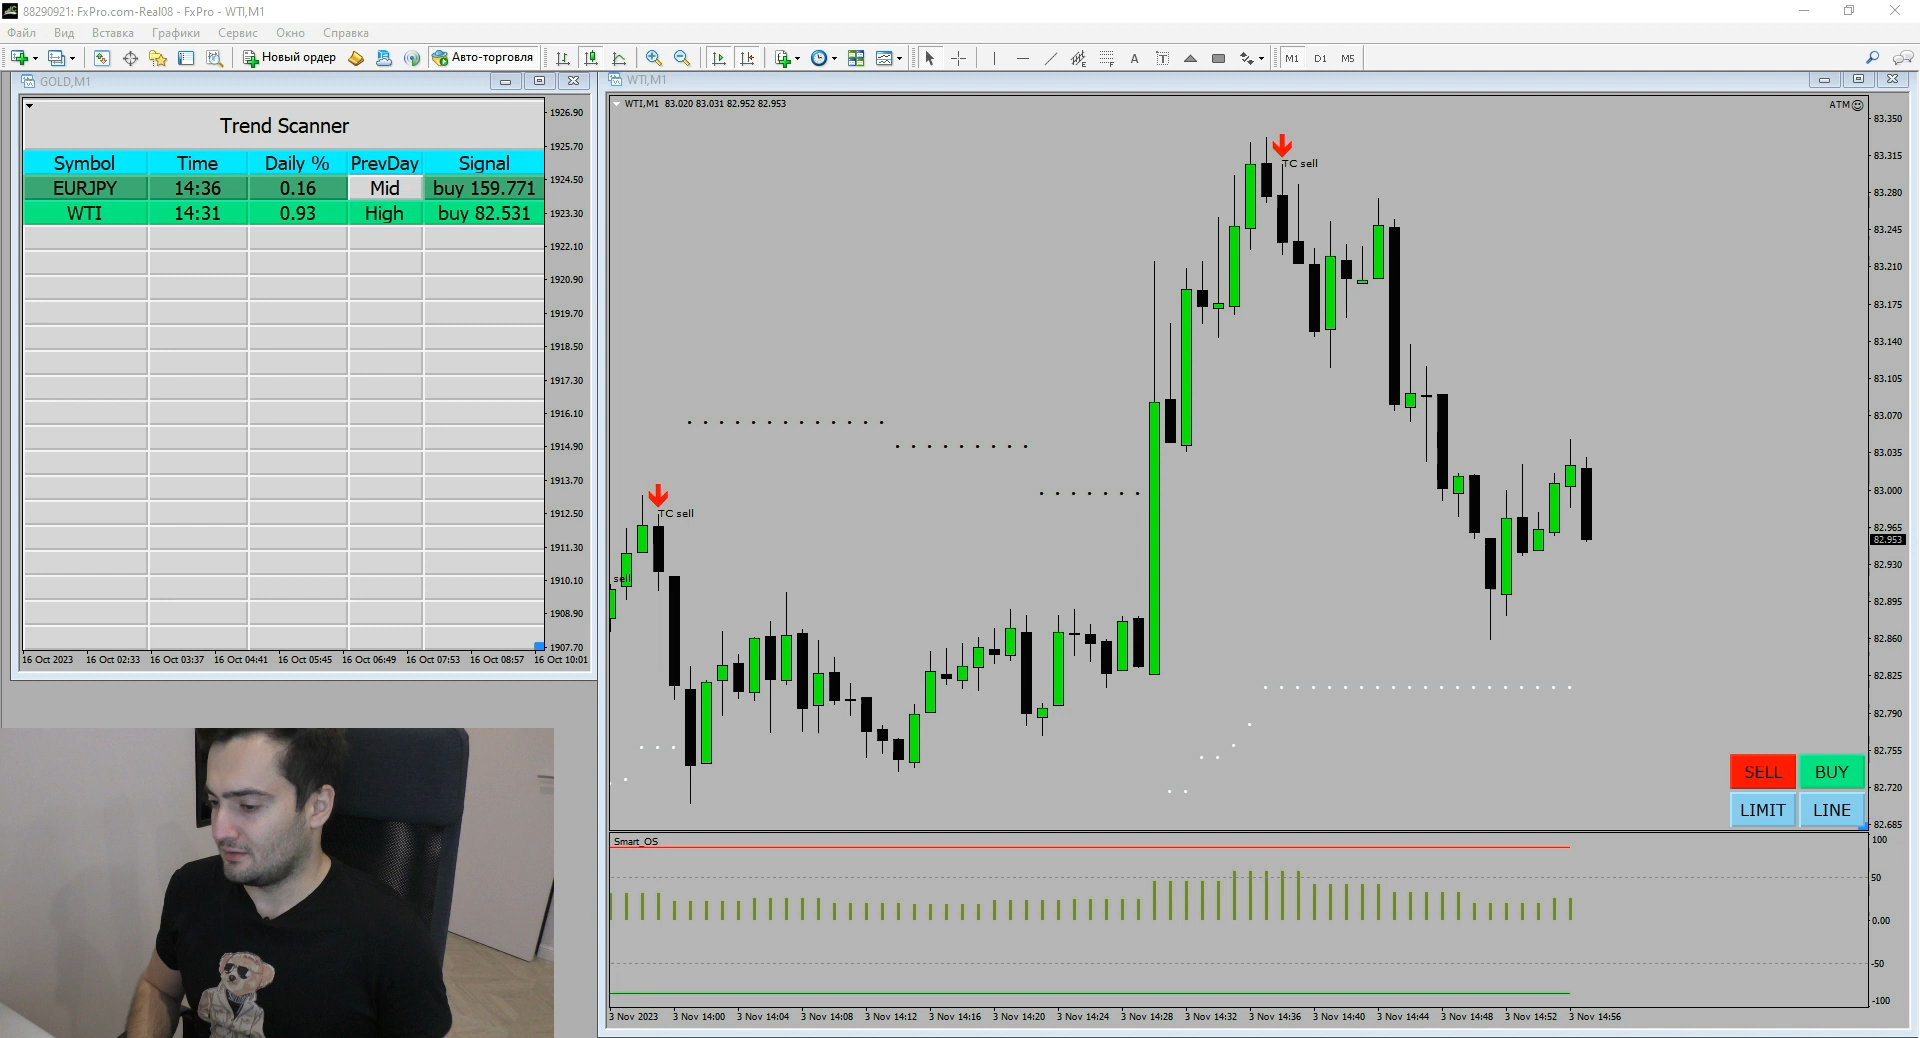 88290921: FxPro.com-Real08 - FxPro - WTI,M1
Файл Вид Вставка Графики Сервис Окно Справка
Новый ордер Авто-торговля M1 D1 M5
GOLD,M1
Trend Scanner
Symbol Time Daily % PrevDay Signal
EURJPY 14:36 0.16 Mid buy 159.771
WTI 14:31 0.93 High buy 82.531
1926.90
1925.70
1924.50
1923.30
1922.10
1920.90
1919.70
1918.50
1917.30
1916.10
1914.90
1913.70
1912.50
1911.30
1910.10
1908.90
1907.70
16 Oct 2023 16 Oct 02:33 16 Oct 03:37 16 Oct 04:41 16 Oct 05:45 16 Oct 06:49 16 Oct 07:53 16 Oct 08:57 16 Oct 10:01
WTI,M1
WTI,M1 83.020 83.031 82.952 82.953
ATM
TC sell
TC sell
sell
83.350
83.315
83.280
83.245
83.210
83.175
83.140
83.105
83.070
83.035
83.000
82.965
82.953
82.930
82.895
82.860
82.825
82.790
82.755
82.720
82.685
SELL BUY
LIMIT LINE
Smart_OS
100
50
0.00
-50
-100
3 Nov 2023 3 Nov 14:00 3 Nov 14:04 3 Nov 14:08 3 Nov 14:12 3 Nov 14:16 3 Nov 14:20 3 Nov 14:24 3 Nov 14:28 3 Nov 14:32 3 Nov 14:36 3 Nov 14:40 3 Nov 14:44 3 Nov 14:48 3 Nov 14:52 3 Nov 14:56